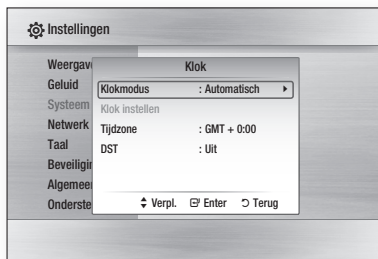 Instellingen
Weergav
Geluid
Systeem
Netwerk
Taal
Beveiligin
Algemee
Onderste
Klok
Klokmodus : Automatisch
Klok instellen
Tijdzone : GMT + 0:00
DST : Uit
Verpl. Enter Terug